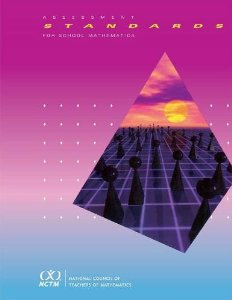 ASSESSMENT
STANDARDS
FOR SCHOOL MATHEMATICS
NCTM
NATIONAL COUNCIL OF
TEACHERS OF MATHEMATICS